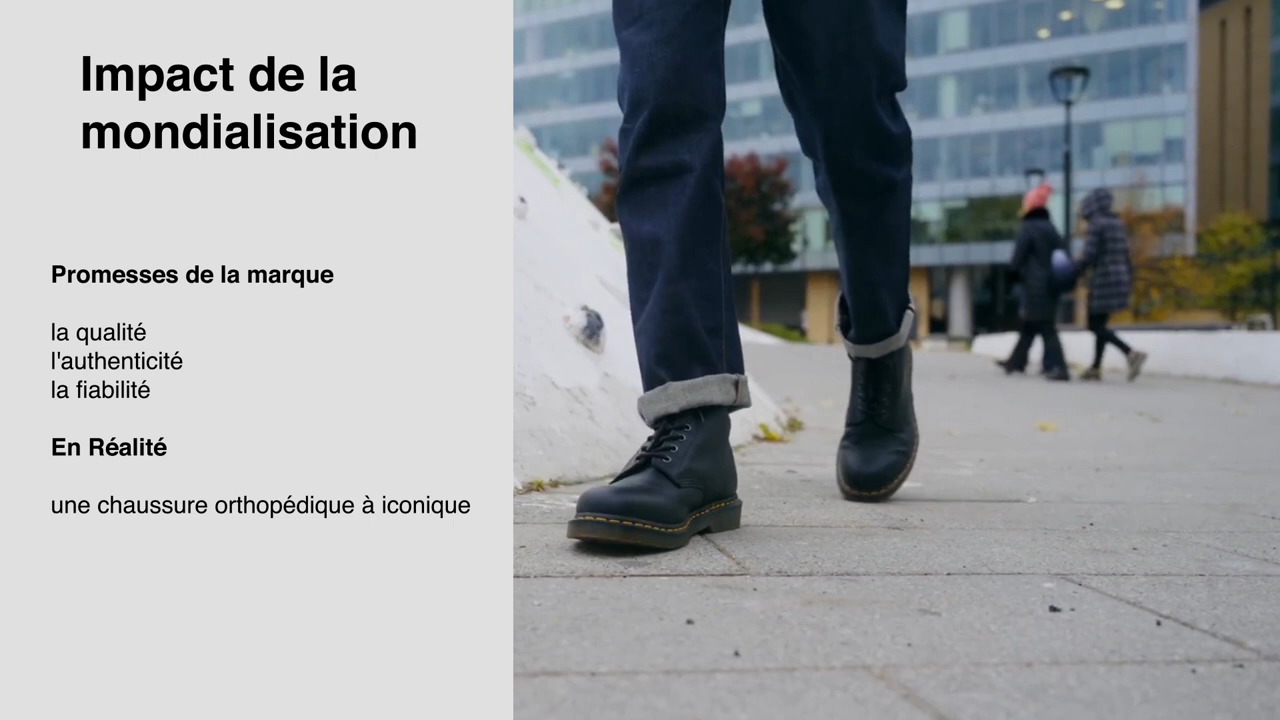 Impact de la
mondialisation
Promesses de la marque
la qualité
l'authenticité
la fiabilité
En Réalité
une chaussure orthopédique à iconique